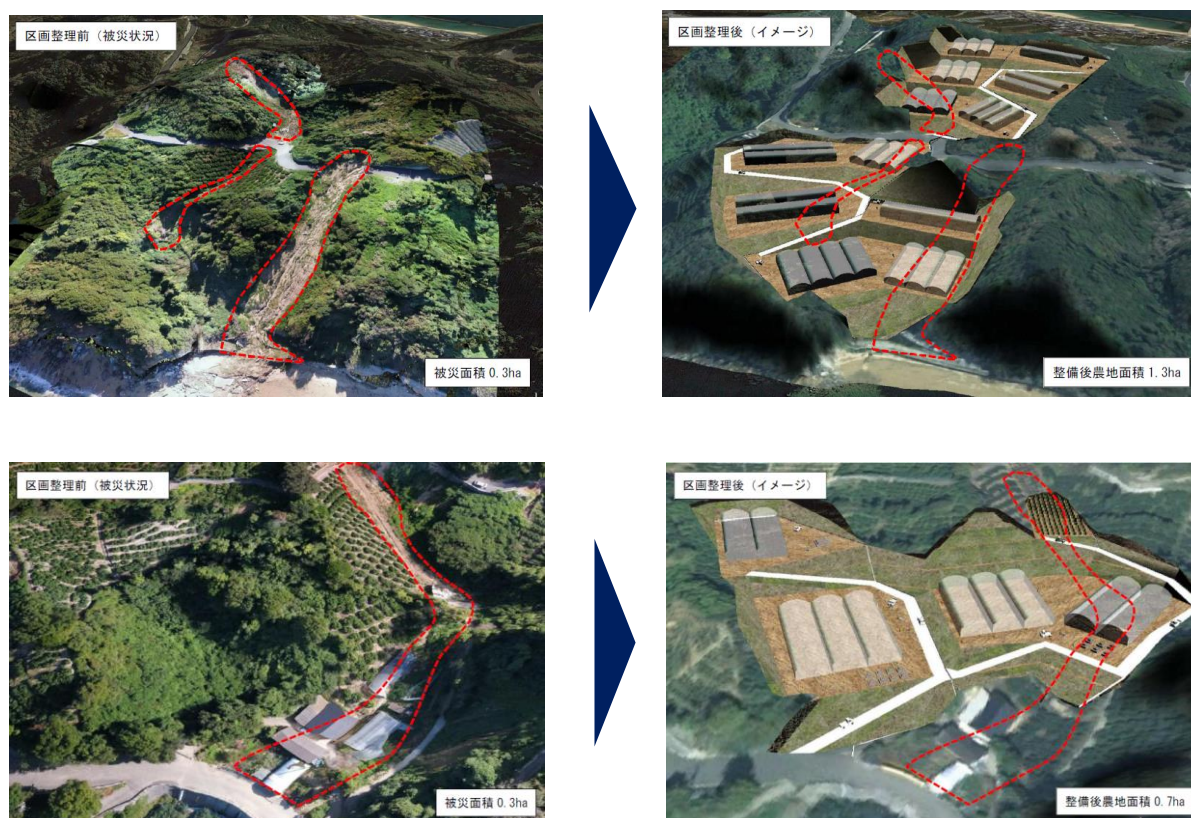 区画整理前（被災状況）
区画整理後（イメージ）
被災面積 0.3ha
整備後農地面積 1.3ha
区画整理前（被災状況）
区画整理後（イメージ）
被災面積 0.3ha
整備後農地面積 0.7ha